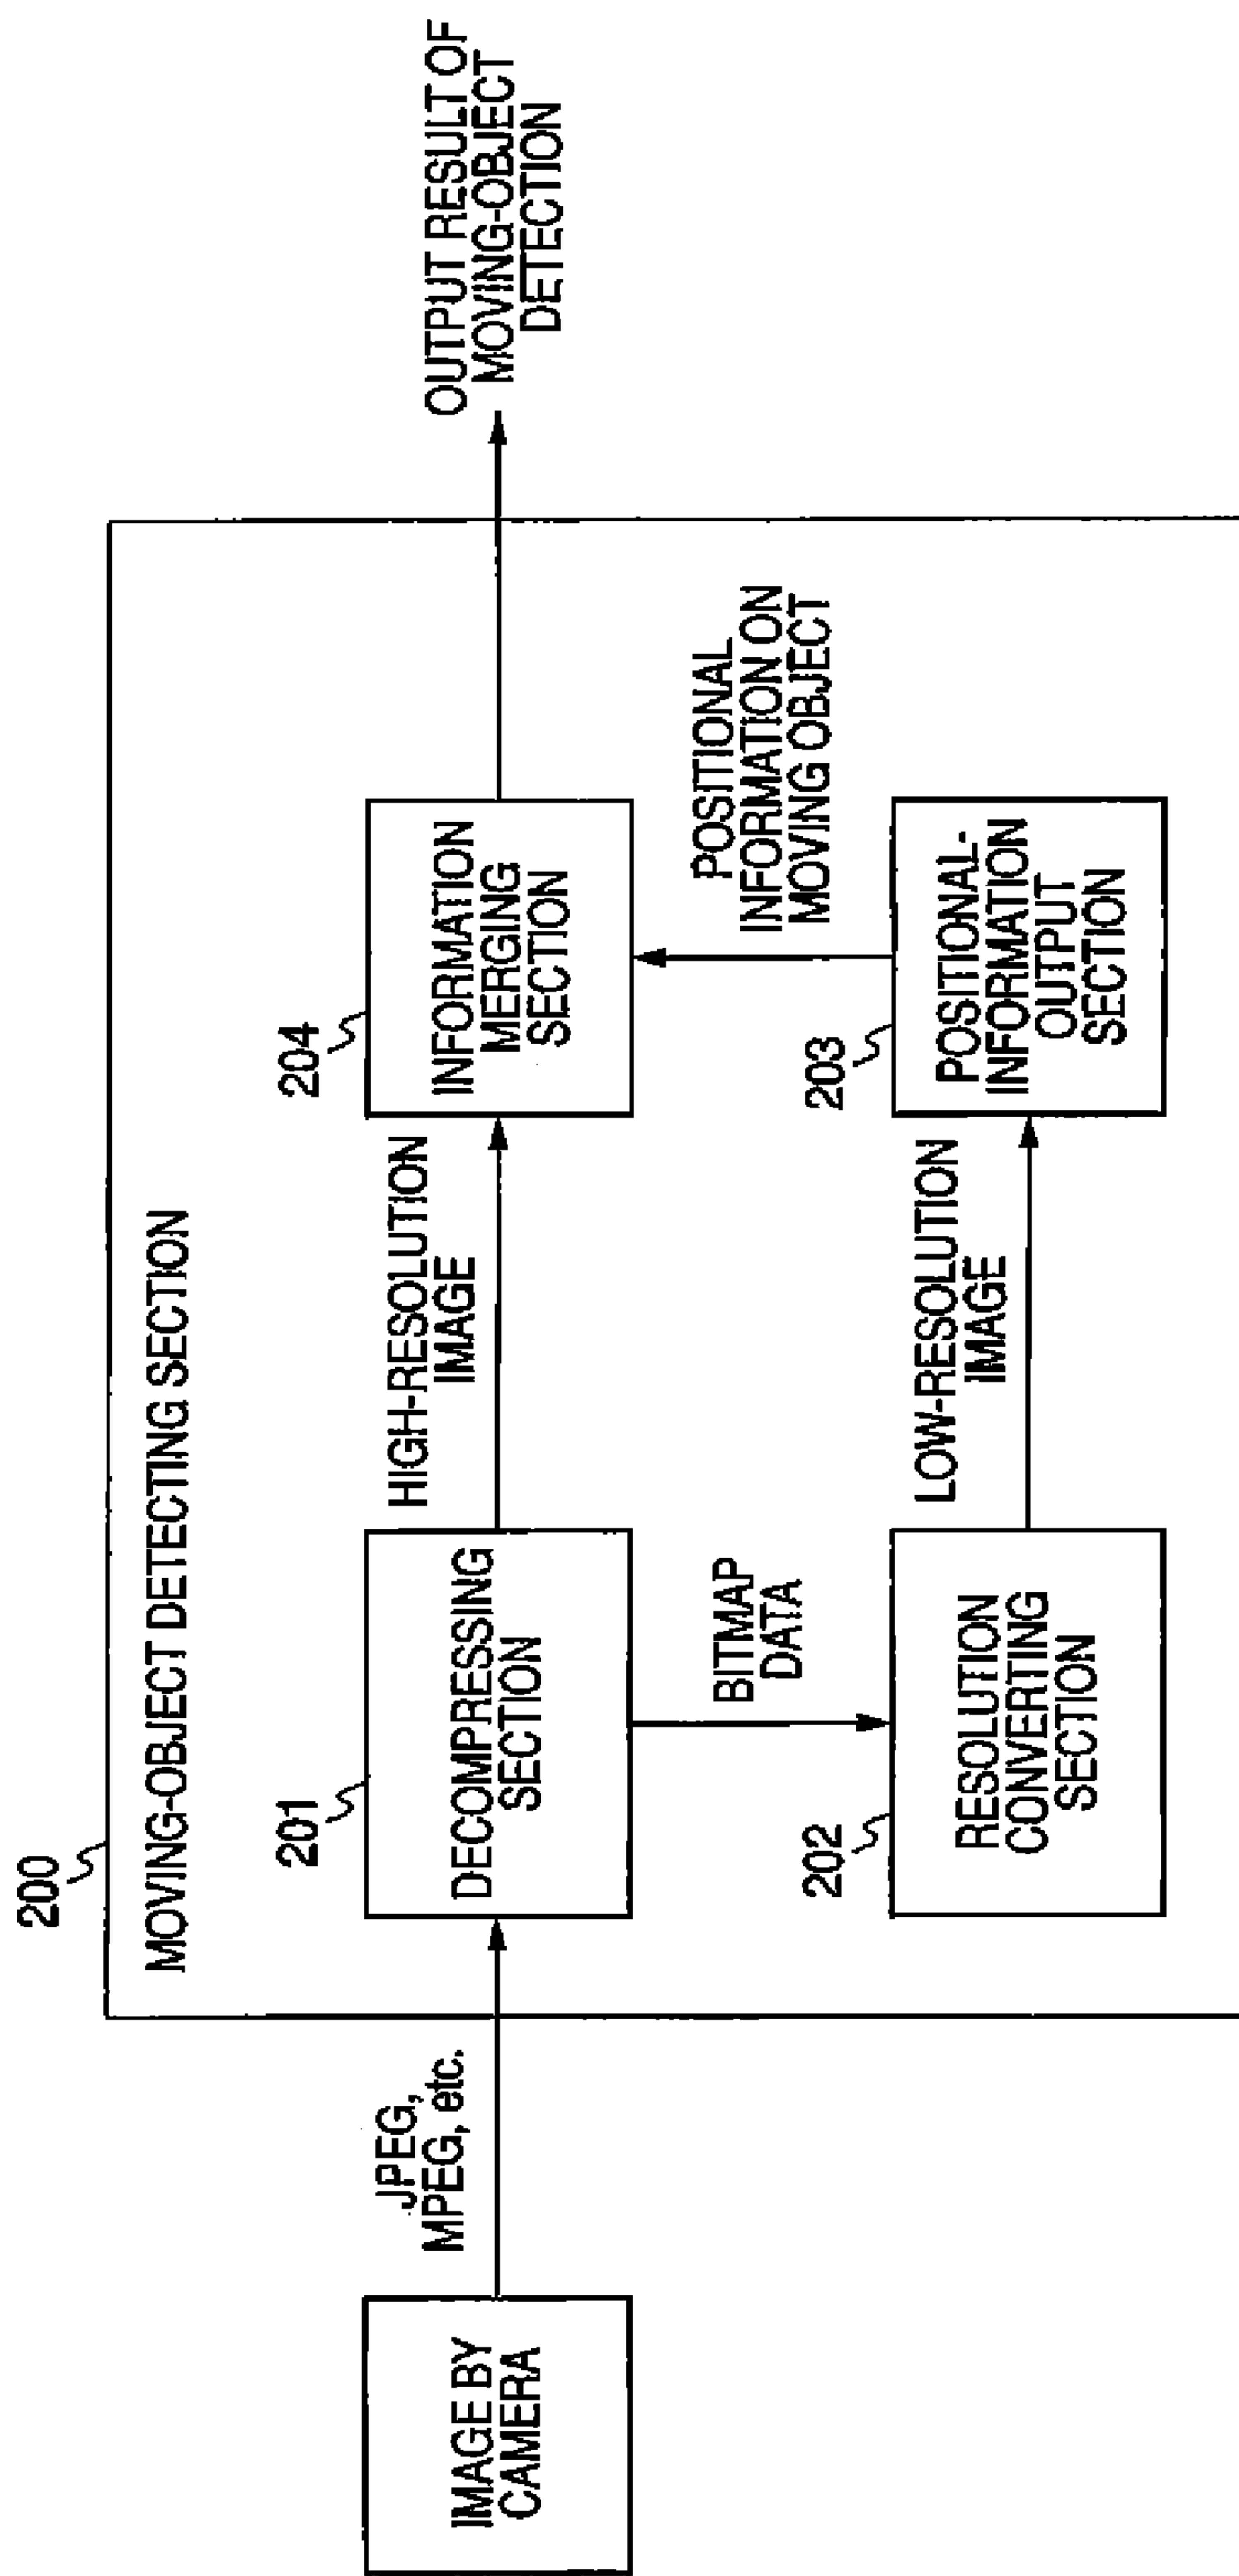 200
MOVING-OBJECT DETECTING SECTION
IMAGE BY
CAMERA
JPEG,
MPEG, etc.
201
DECOMPRESSING
SECTION
HIGH-RESOLUTION
IMAGE
204
INFORMATION
MERGING
SECTION
OUTPUT RESULT OF
MOVING-OBJECT
DETECTION
BITMAP
DATA
POSITIONAL
INFORMATION ON
MOVING OBJECT
202
RESOLUTION
CONVERTING
SECTION
LOW-RESOLUTION
IMAGE
203
POSITIONAL-
INFORMATION
OUTPUT
SECTION